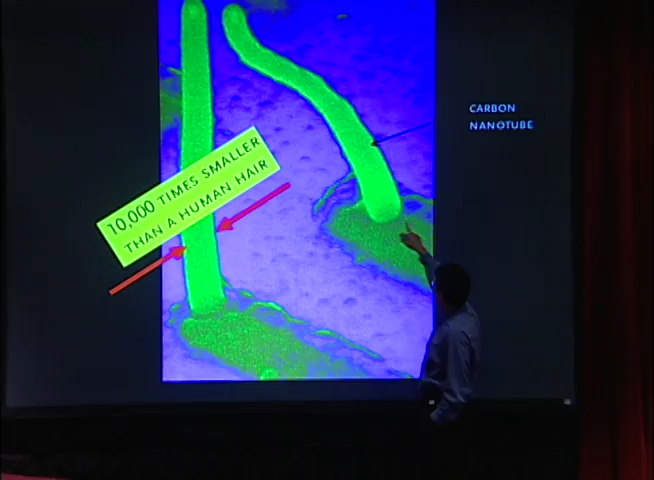 CARBON
NANOTUBE
10,000 TIMES SMALLER
THAN A HUMAN HAIR